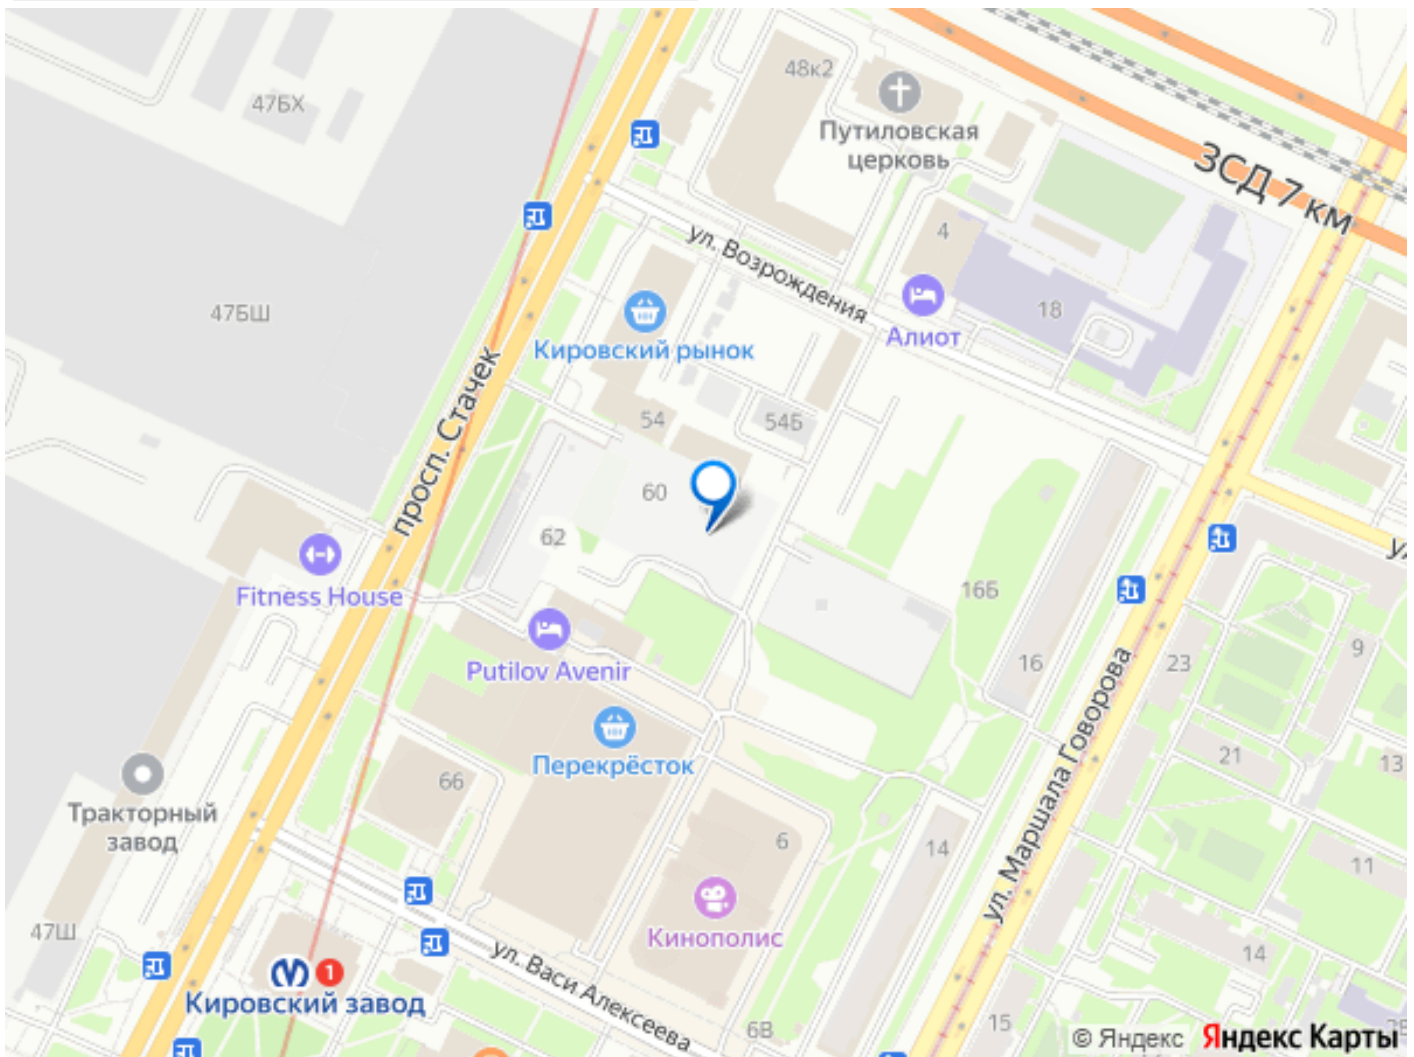 48к2
47БХ
Путиловская
церковь
ЗСД 7 км
4
ул. Возрождения
18
47БШ
Алиот
Кировский рынок
просп. Стачек
54
54Б
60
62
Fitness House
16Б
16
23
9
Putilov Avenir
ул. Маршала Говорова
21
13
Перекрёсток
66
Тракторный
завод
6
14
11
47Ш
Кинополис
ул. Васи Алексеева
14
1
Кировский завод
6В
15
© Яндекс Яндекс Карты